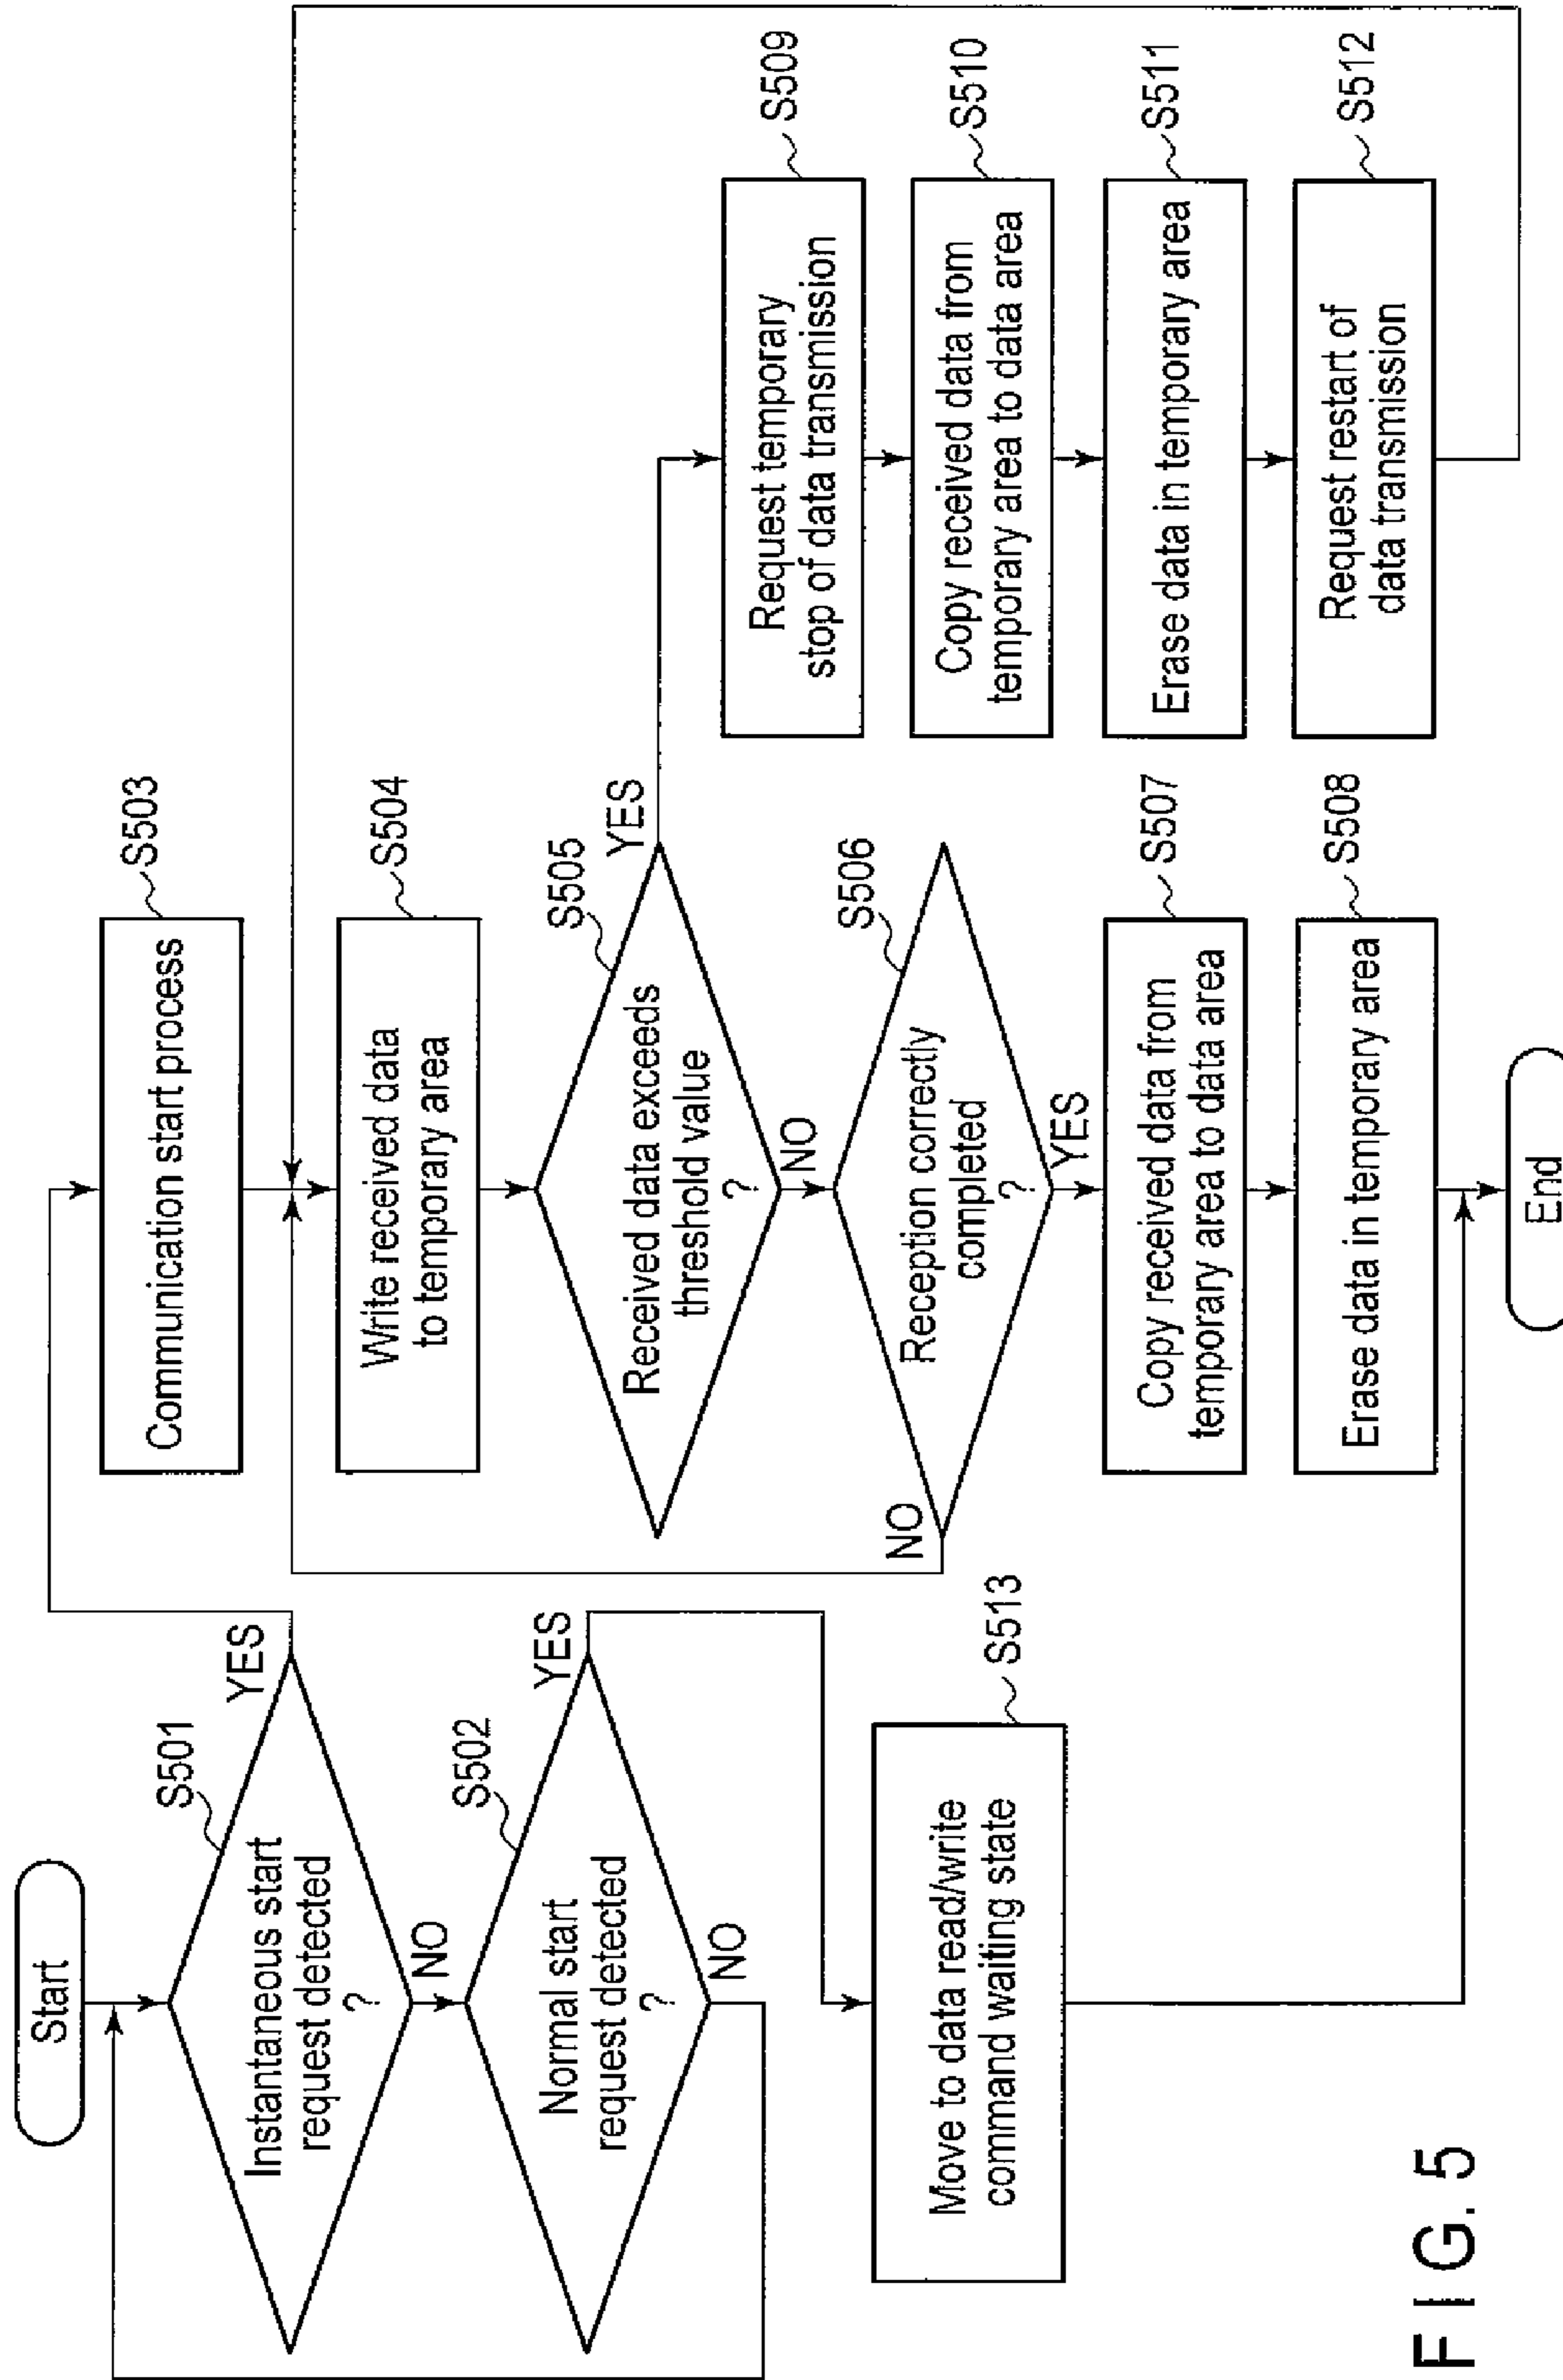 Start
S501
Instantaneous start
request detected
?
YES
NO
S502
Normal start
request detected
?
YES
NO
S513
Move to data read/write
command waiting state
S503
Communication start process
S504
Write received data
to temporary area
S505
Received data exceeds
threshold value
?
YES
NO
S506
Reception correctly
completed
?
NO
YES
S507
Copy received data from
temporary area to data area
S508
Erase data in temporary area
End
S509
Request temporary
stop of data transmission
S510
Copy received data from
temporary area to data area
S511
Erase data in temporary area
S512
Request restart of
data transmission
FIG. 5